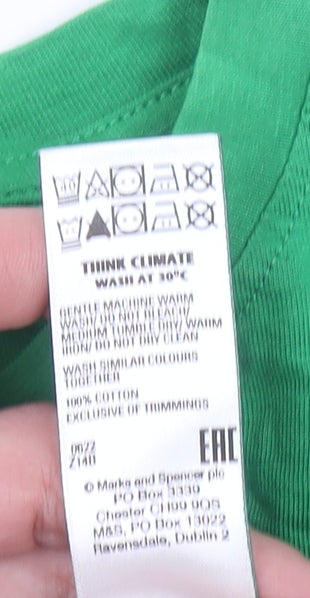 40
THINK CLIMATE
WASH AT 30°C
GENTLE MACHINE WARM
WASH/ DO NOT BLEACH/
MEDIUM TUMBLE DRY/ WARM
IRON/ DO NOT DRY CLEAN
WASH SIMILAR COLOURS
TOGETHER
100% COTTON
EXCLUSIVE OF TRIMMINGS
0622
Z14D
EAC
© Marks and Spencer plc
PO Box 3339
Chester CH99 9QS
M&S, PO Box 13022
Ravensdale, Dublin 2